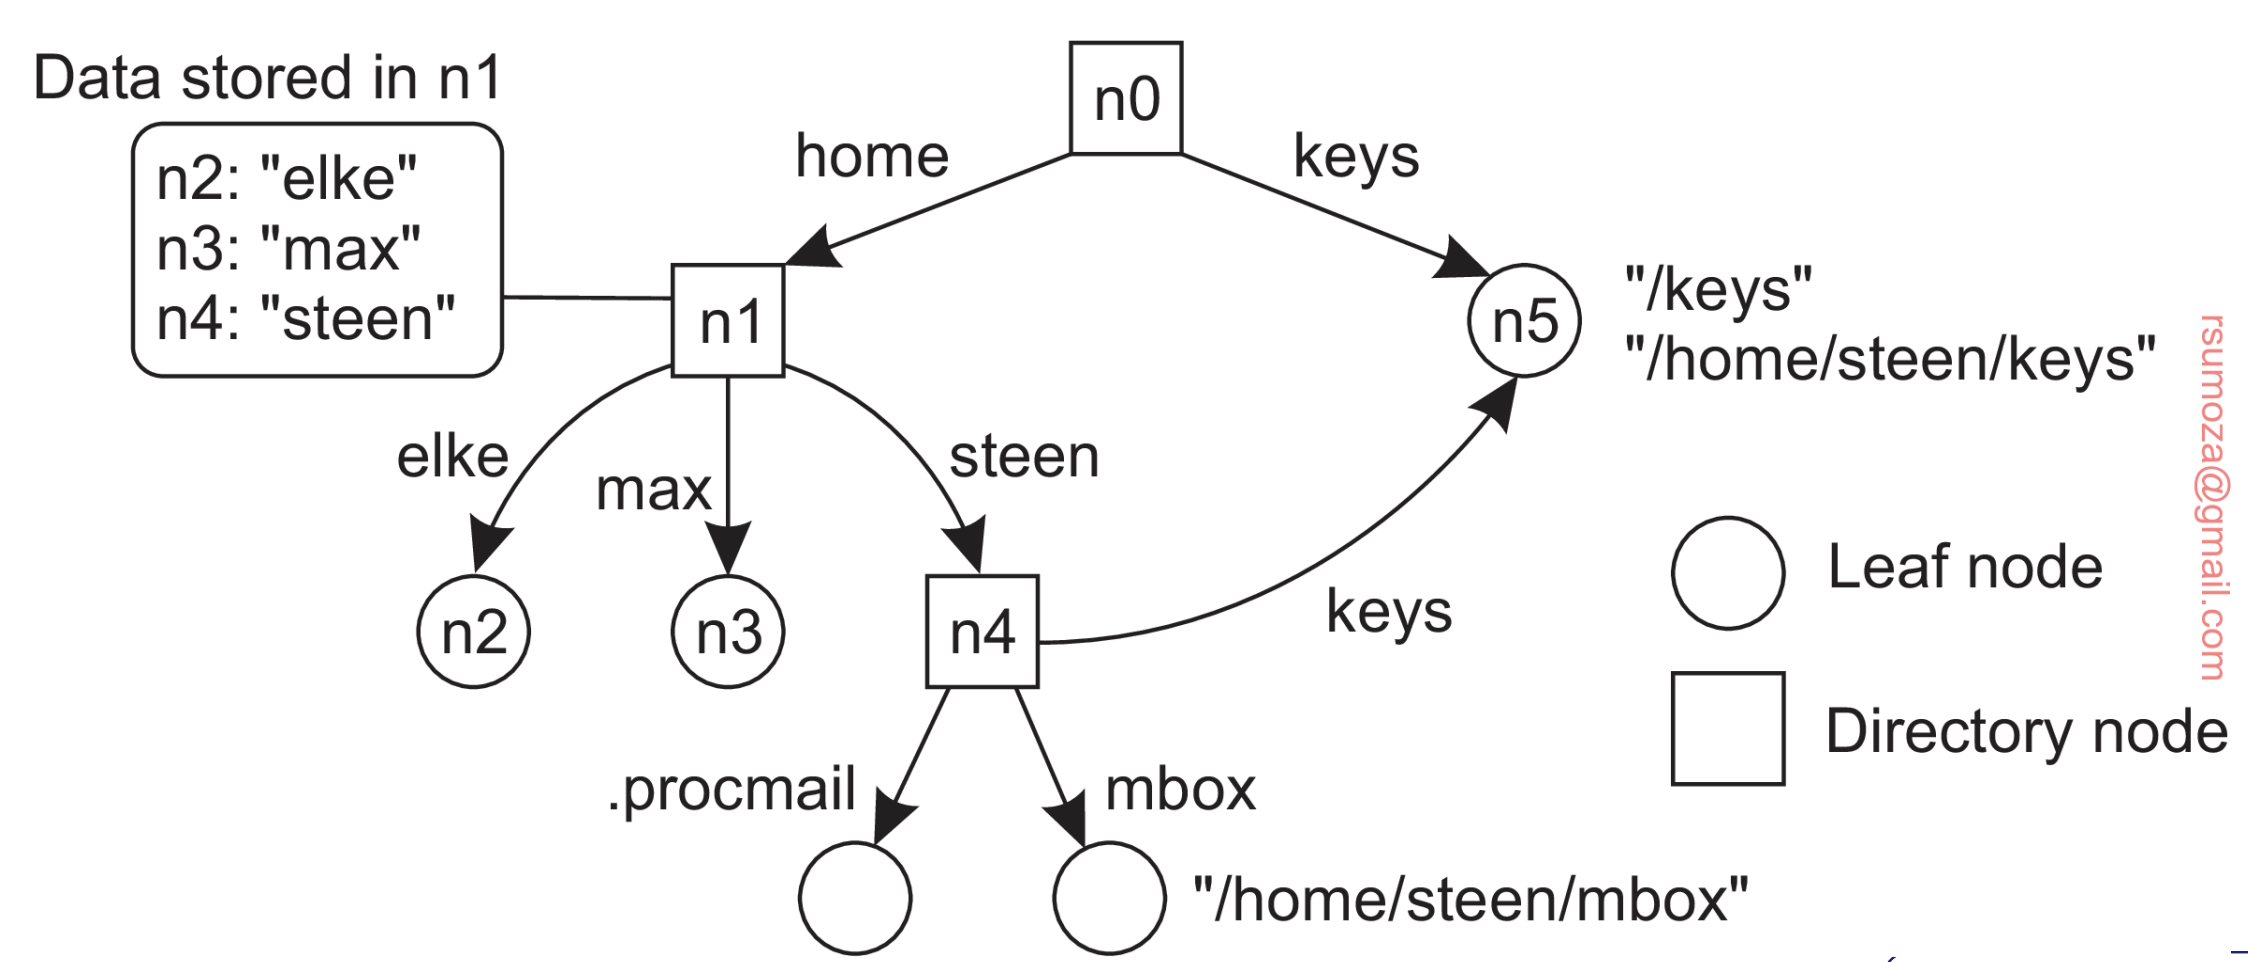 Data stored in n1
n2: "elke"
n3: "max"
n4: "steen"
n0
home
keys
n1
n5
"/keys"
"/home/steen/keys"
elke
max
steen
n2
n3
n4
keys
.procmail
mbox
"/home/steen/mbox"
Leaf node
Directory node
rsumoza@gmail.com